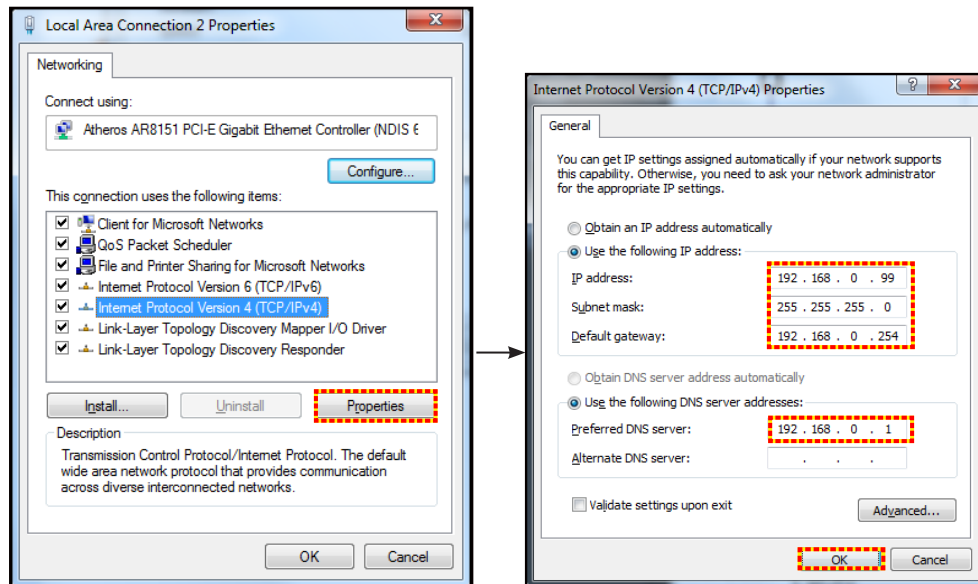 Local Area Connection 2 Properties
Networking
Connect using:
Atheros AR8151 PCI-E Gigabit Ethernet Controller (NDIS 6
Configure...
This connection uses the following items:
Client for Microsoft Networks
QoS Packet Scheduler
File and Printer Sharing for Microsoft Networks
Internet Protocol Version 6 (TCP/IPv6)
Internet Protocol Version 4 (TCP/IPv4)
Link-Layer Topology Discovery Mapper I/O Driver
Link-Layer Topology Discovery Responder
Install...
Uninstall
Properties
Description
Transmission Control Protocol/Internet Protocol. The default
wide area network protocol that provides communication
across diverse interconnected networks.
OK
Cancel
Internet Protocol Version 4 (TCP/IPv4) Properties
General
You can get IP settings assigned automatically if your network supports
this capability. Otherwise, you need to ask your network administrator
for the appropriate IP settings.
Obtain an IP address automatically
Use the following IP address:
IP address: 192 . 168 . 0 . 99
Subnet mask: 255 . 255 . 255 . 0
Default gateway: 192 . 168 . 0 . 254
Obtain DNS server address automatically
Use the following DNS server addresses:
Preferred DNS server: 192 . 168 . 0 . 1
Alternate DNS server: . . .
Validate settings upon exit
Advanced...
OK
Cancel